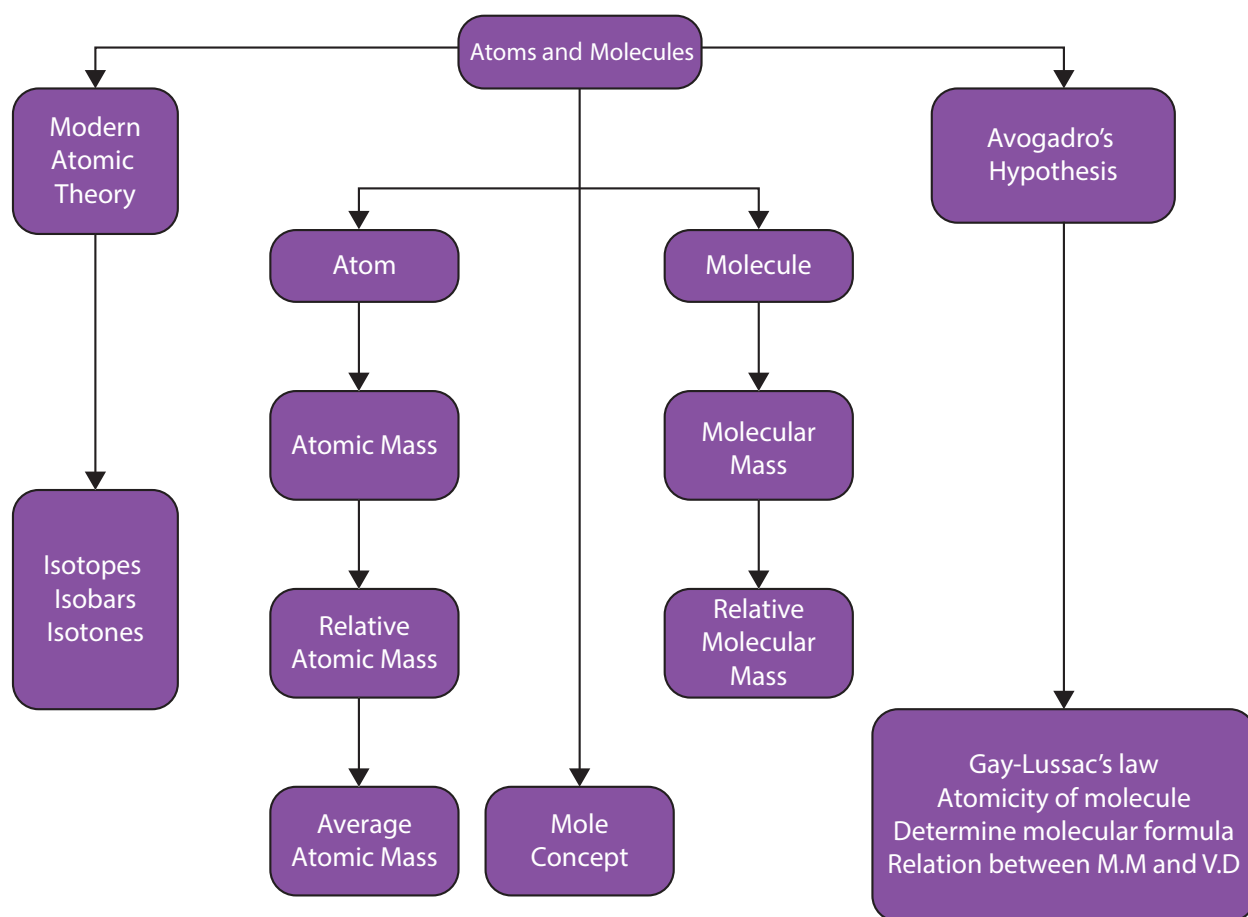 Atoms and Molecules
Modern
Atomic
Theory
Avogadro’s
Hypothesis
Atom
Molecule
Atomic Mass
Molecular
Mass
Isotopes
Isobars
Isotones
Relative
Atomic Mass
Relative
Molecular
Mass
Average
Atomic Mass
Mole
Concept
Gay-Lussac’s law
Atomicity of molecule
Determine molecular formula
Relation between M.M and V.D